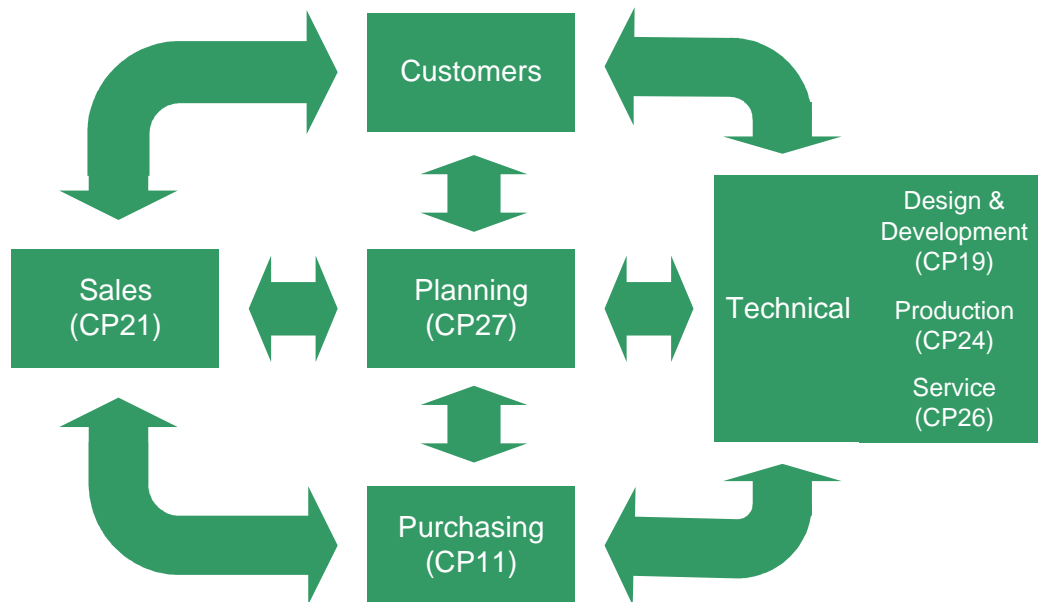 Customers
Sales
(CP21)
Planning
(CP27)
Technical
Design &
Development
(CP19)
Production
(CP24)
Service
(CP26)
Purchasing
(CP11)